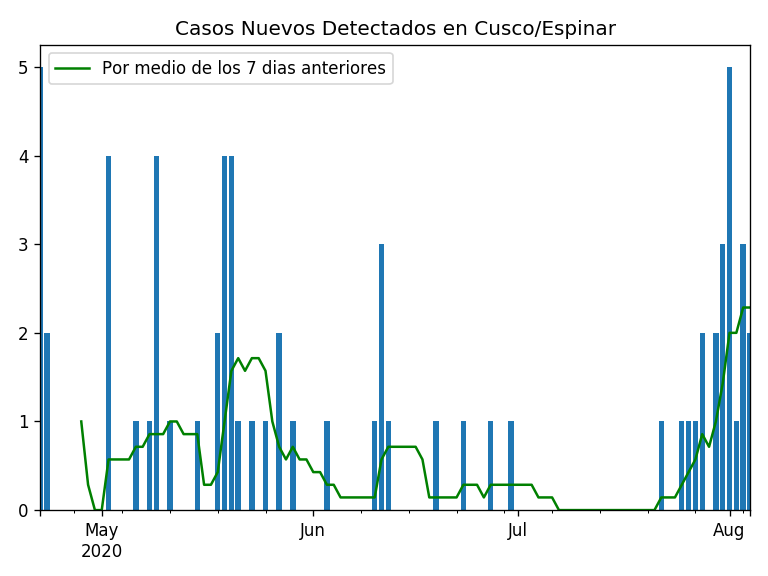 Casos Nuevos Detectados en Cusco/Espinar
Por medio de los 7 dias anteriores
5
4
3
2
1
0
May
2020
Jun
Jul
Aug